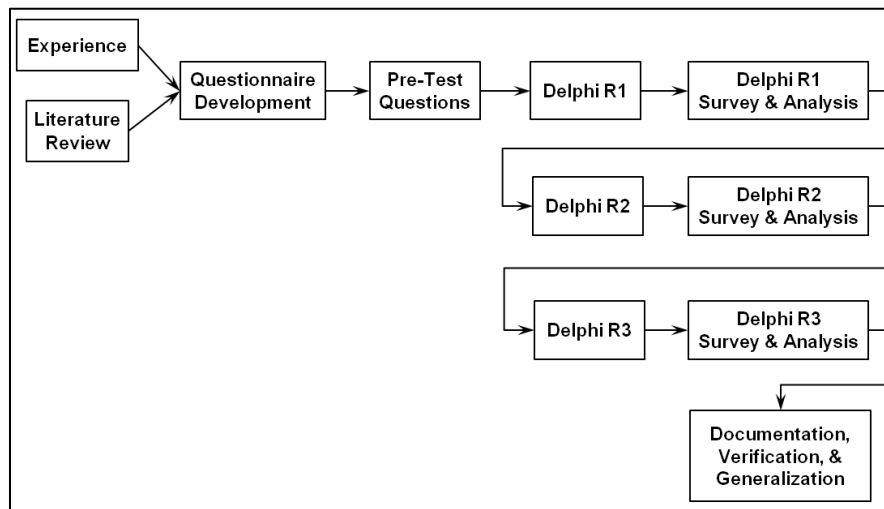 Experience
Literature
Review
Questionnaire
Development
Pre-Test
Questions
Delphi R1
Delphi R1
Survey & Analysis
Delphi R2
Delphi R2
Survey & Analysis
Delphi R3
Delphi R3
Survey & Analysis
Documentation,
Verification, &
Generalization